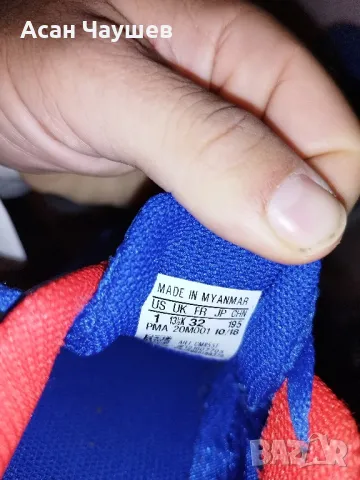 Асан Чаушев
MADE IN MYANMAR
US UK FR JP CHN
1 13½K 32 195
PMA 20M001 10/18
BAZAR